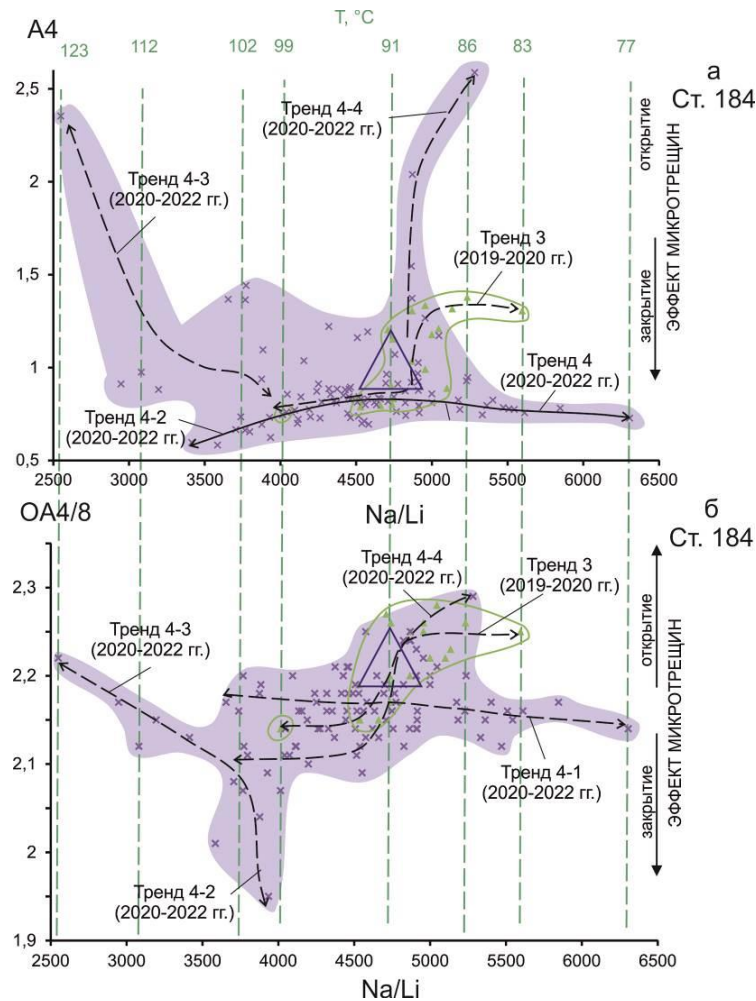 T, °C
А4
123 112 102 99 91 86 83 77
а
Ст. 184
2,5
2
1,5
1
0,5
Тренд 4-4
(2020-2022 гг.)
Тренд 4-3
(2020-2022 гг.)
Тренд 3
(2019-2020 гг.)
Тренд 4
(2020-2022 гг.)
Тренд 4-2
(2020-2022 гг.)
открытие
закрытие
ЭФФЕКТ МИКРОТРЕЩИН
2500 3000 3500 4000 4500 5000 5500 6000 6500
Na/Li
ОА4/8
б
Ст. 184
2,3
2,2
2,1
2
1,9
Тренд 4-4
(2020-2022 гг.)
Тренд 3
(2019-2020 гг.)
Тренд 4-3
(2020-2022 гг.)
Тренд 4-1
(2020-2022 гг.)
Тренд 4-2
(2020-2022 гг.)
открытие
закрытие
ЭФФЕКТ МИКРОТРЕЩИН
2500 3000 3500 4000 4500 5000 5500 6000 6500
Na/Li